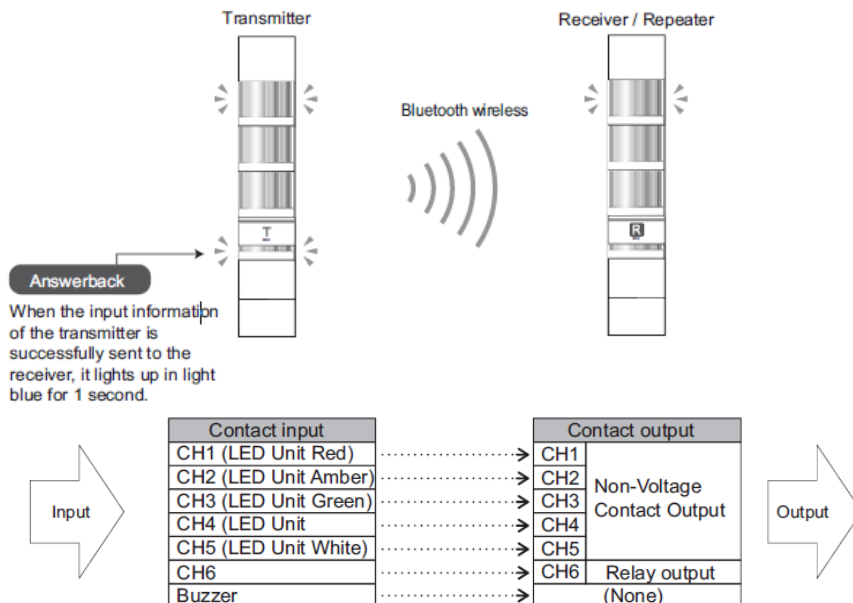 Transmitter
Receiver / Repeater
Bluetooth wireless
T
R
Answerback
When the input information
of the transmitter is
successfully sent to the
receiver, it lights up in light
blue for 1 second.
Contact input
Contact output
CH1 (LED Unit Red)
CH1
CH2 (LED Unit Amber)
CH2
CH3 (LED Unit Green)
CH3
CH4 (LED Unit
CH4
CH5 (LED Unit White)
CH5
Non-Voltage
Contact Output
CH6
CH6
Relay output
Buzzer
(None)
Input
Output